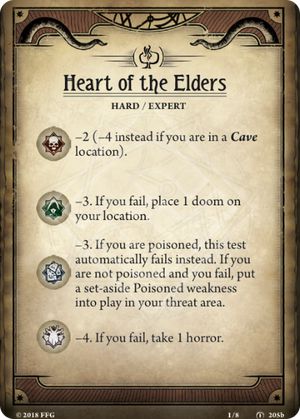 Heart of the Elders
HARD / EXPERT
–2 (–4 instead if you are in a Cave
location).
–3. If you fail, place 1 doom on
your location.
–3. If you are poisoned, this test
automatically fails instead. If you
are not poisoned and you fail, put
a set-aside Poisoned weakness
into play in your threat area.
–4. If you fail, take 1 horror.
© 2018 FFG
1/8
205b